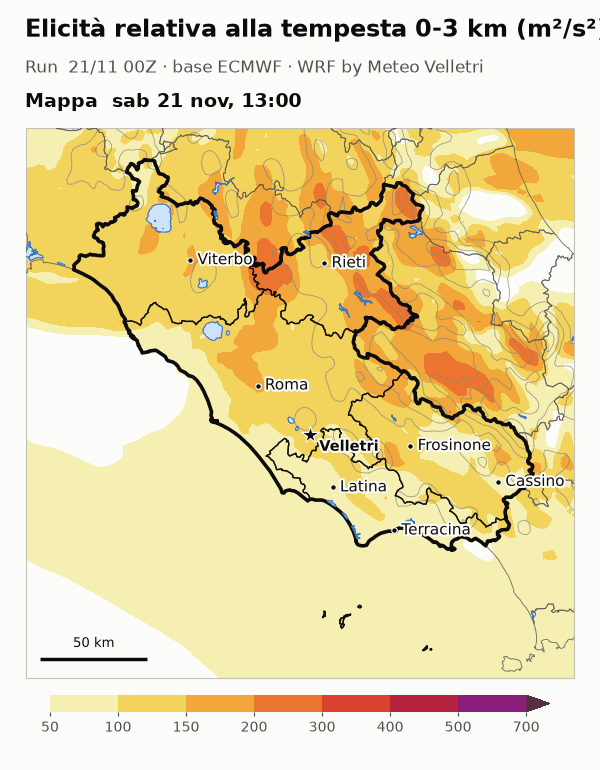 Elicità relativa alla tempesta 0-3 km (m²/s²)
Run  21/11 00Z · base ECMWF · WRF by Meteo Velletri
Mappa  sab 21 nov, 13:00
Viterbo
Rieti
Roma
Velletri
Frosinone
Cassino
Latina
Terracina
50 km
50 100 150 200 300 400 500 700